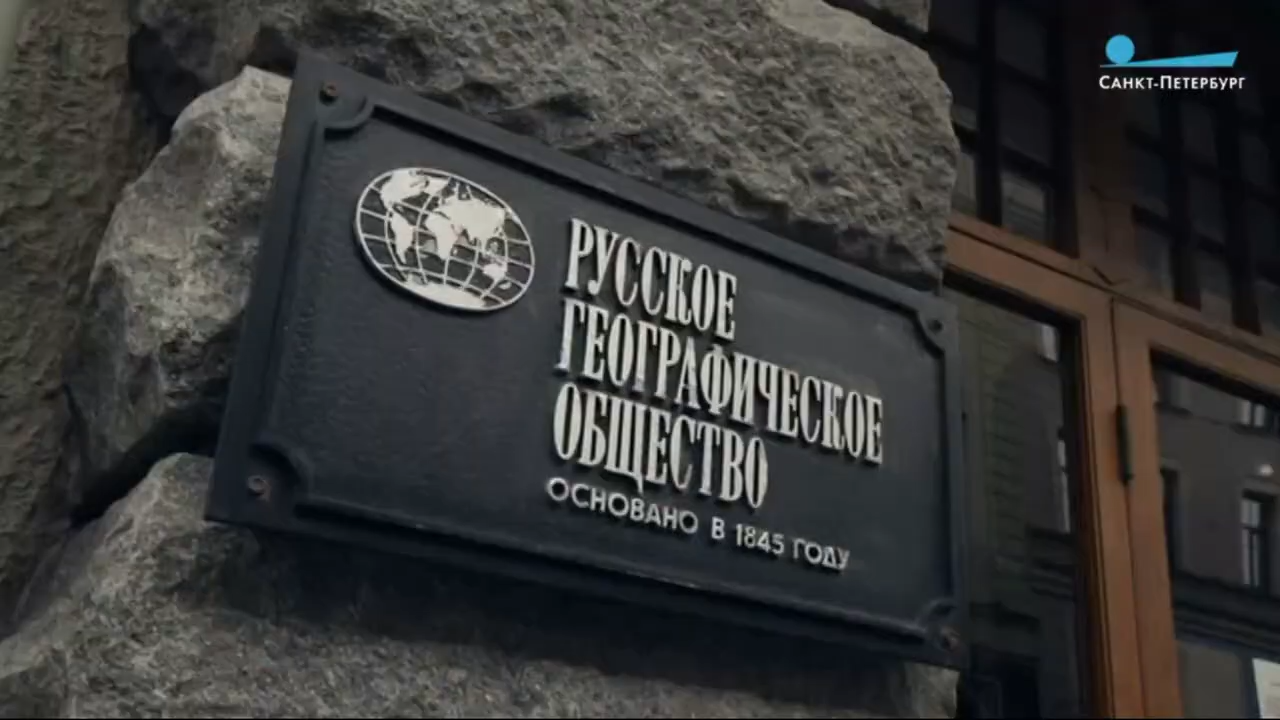 САНКТ-ПЕТЕРБУРГ
РУССКОЕ
ГЕОГРАФИЧЕСКОЕ
ОБЩЕСТВО
ОСНОВАНО В 1845 ГОДУ